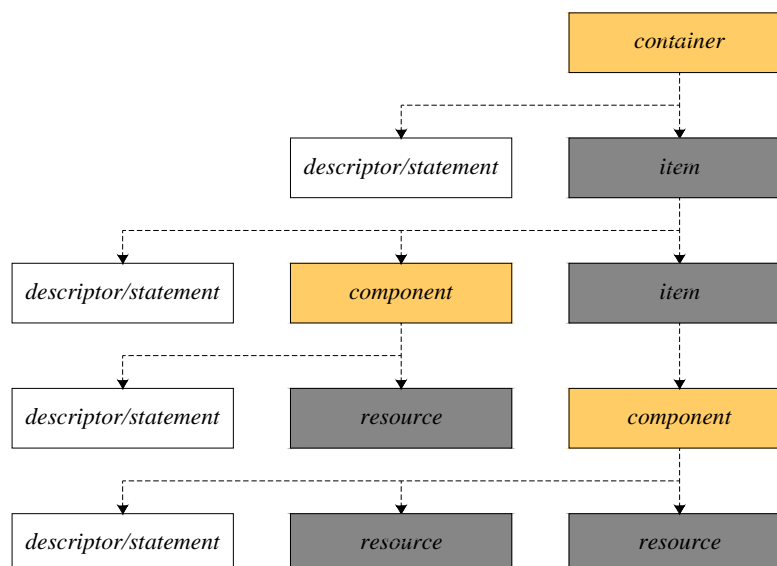 container
descriptor/statement
item
descriptor/statement
component
item
descriptor/statement
resource
component
descriptor/statement
resource
resource